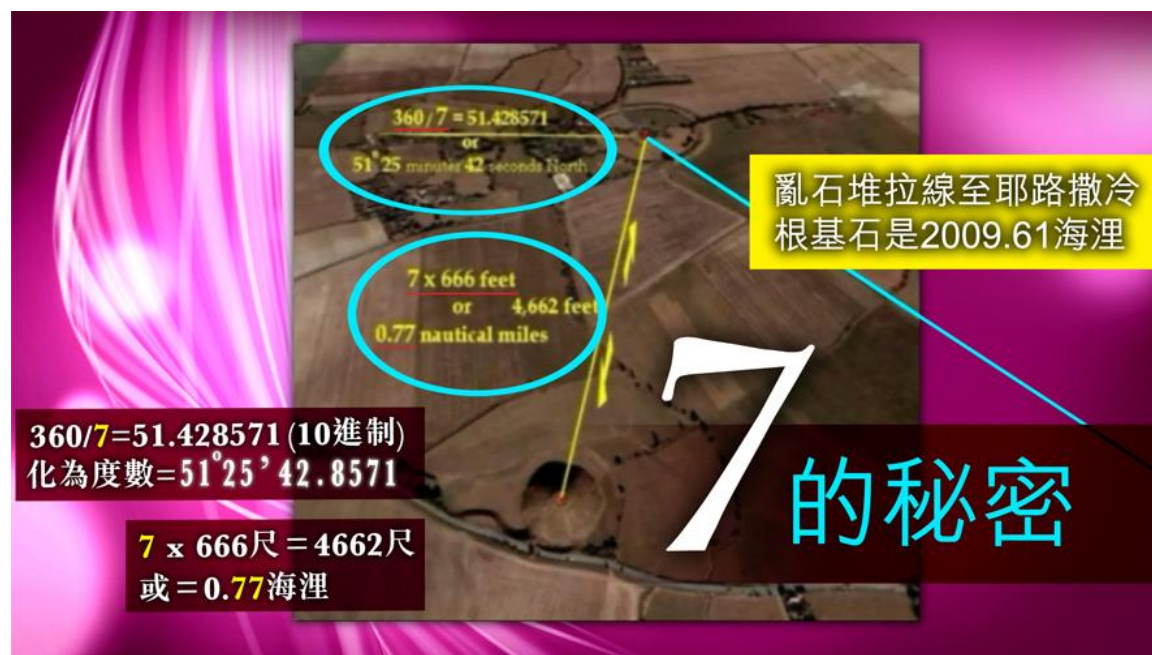 360/7 = 51.428571
or
51° 25 minutes 42 seconds North
亂石堆拉線至耶路撒冷
根基石是2009.61海浬
7 x 666 feet
or 4,662 feet
0.77 nautical miles
7
的秘密
360/7=51.428571(10進制)
化為度數=51°25’42.8571
7 x 666尺=4662尺
或=0.77海浬